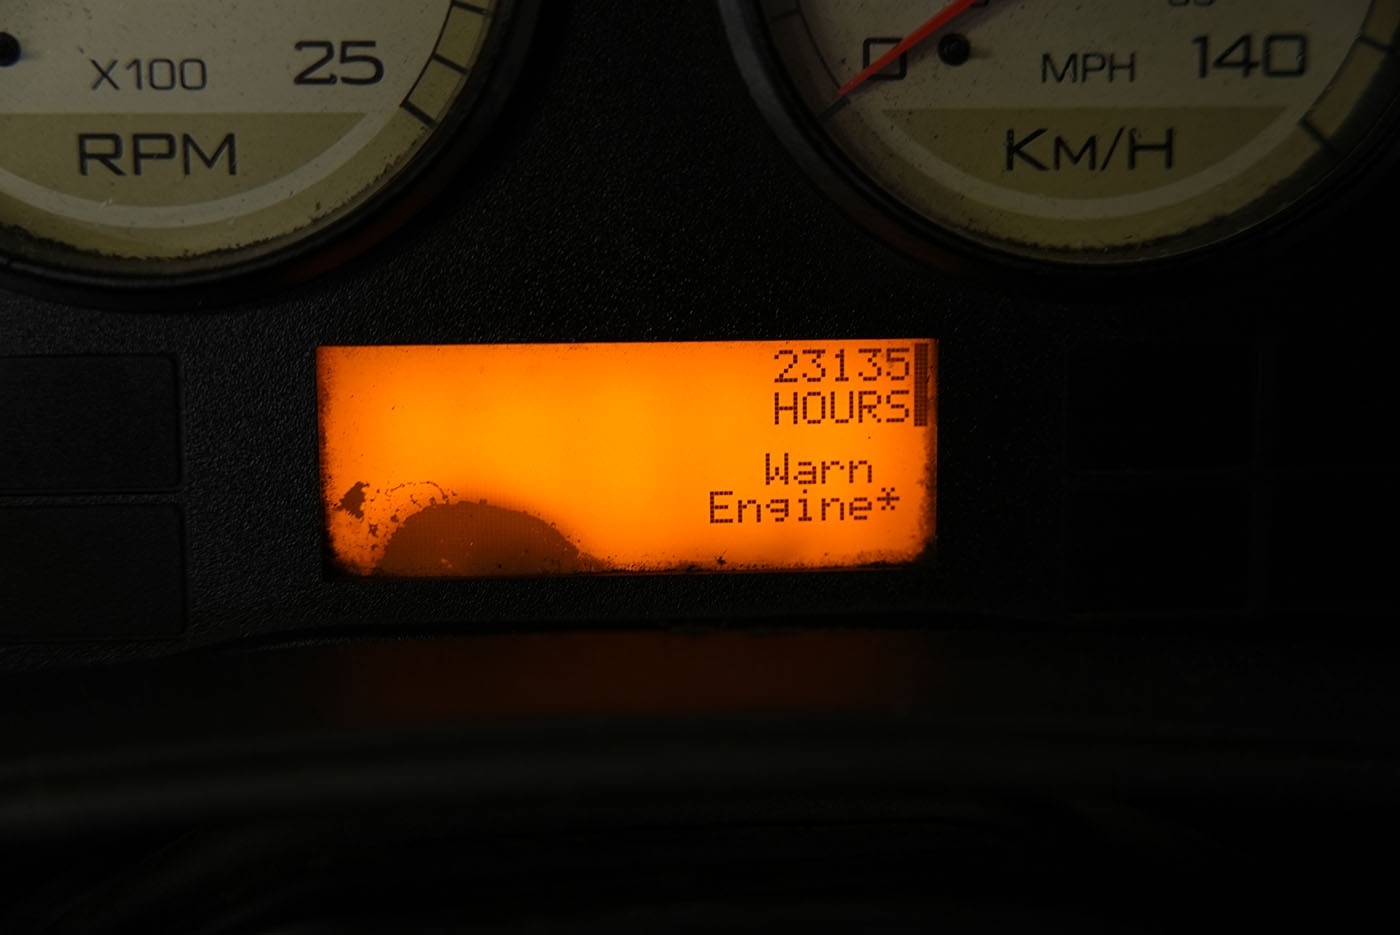 X100 25
RPM
0 MPH 140
KM/H
23135
HOURS
Warn
Engine*